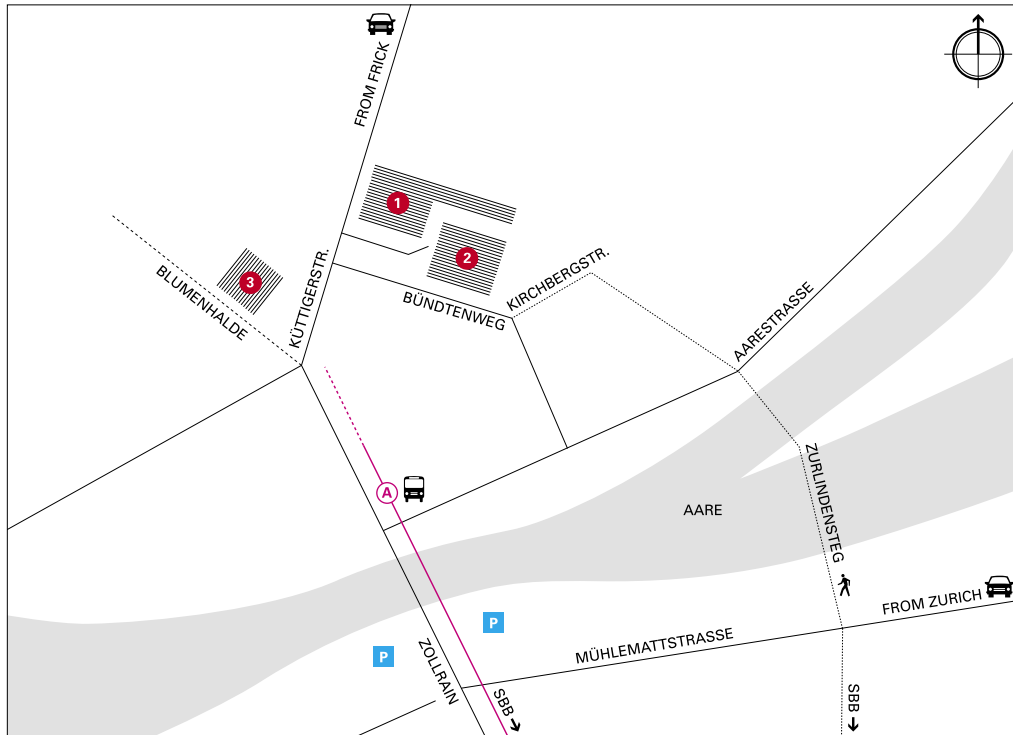 FROM FRICK
1
2
3
KÜTTIGERSTR.
BLUMENHALDE
BÜNDTENWEG
KIRCHBERGSTR.
AARESTRASSE
A
AARE
ZURLINDENSTEG
P
P
ZOLLRAIN
MÜHLEMATTSTRASSE
FROM ZURICH
SBB
SBB